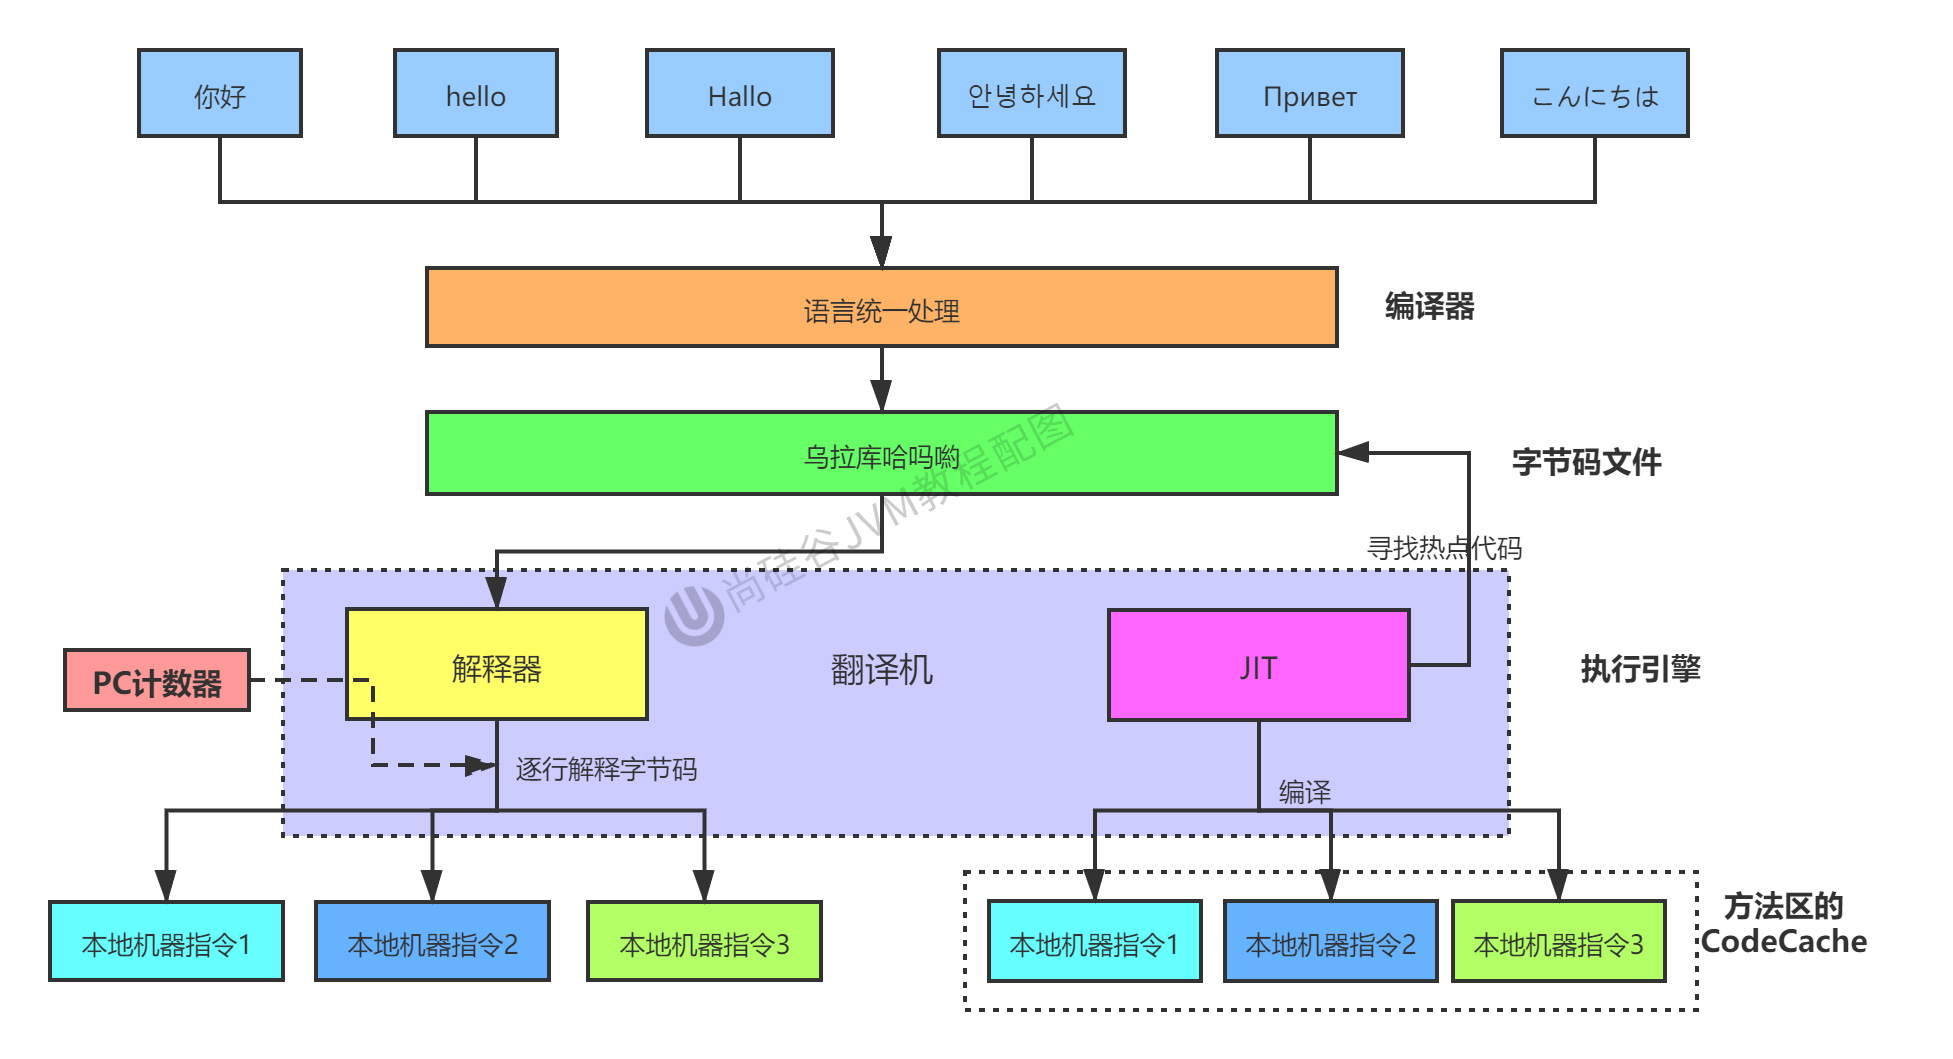 你好
hello
Hallo
안녕하세요
Привет
こんにちは
语言统一处理
编译器
乌拉库哈吗哟
字节码文件
尚硅谷JVM教程配图
寻找热点代码
PC计数器
解释器
翻译机
JIT
执行引擎
逐行解释字节码
编译
本地机器指令1
本地机器指令2
本地机器指令3
本地机器指令1
本地机器指令2
本地机器指令3
方法区的
CodeCache